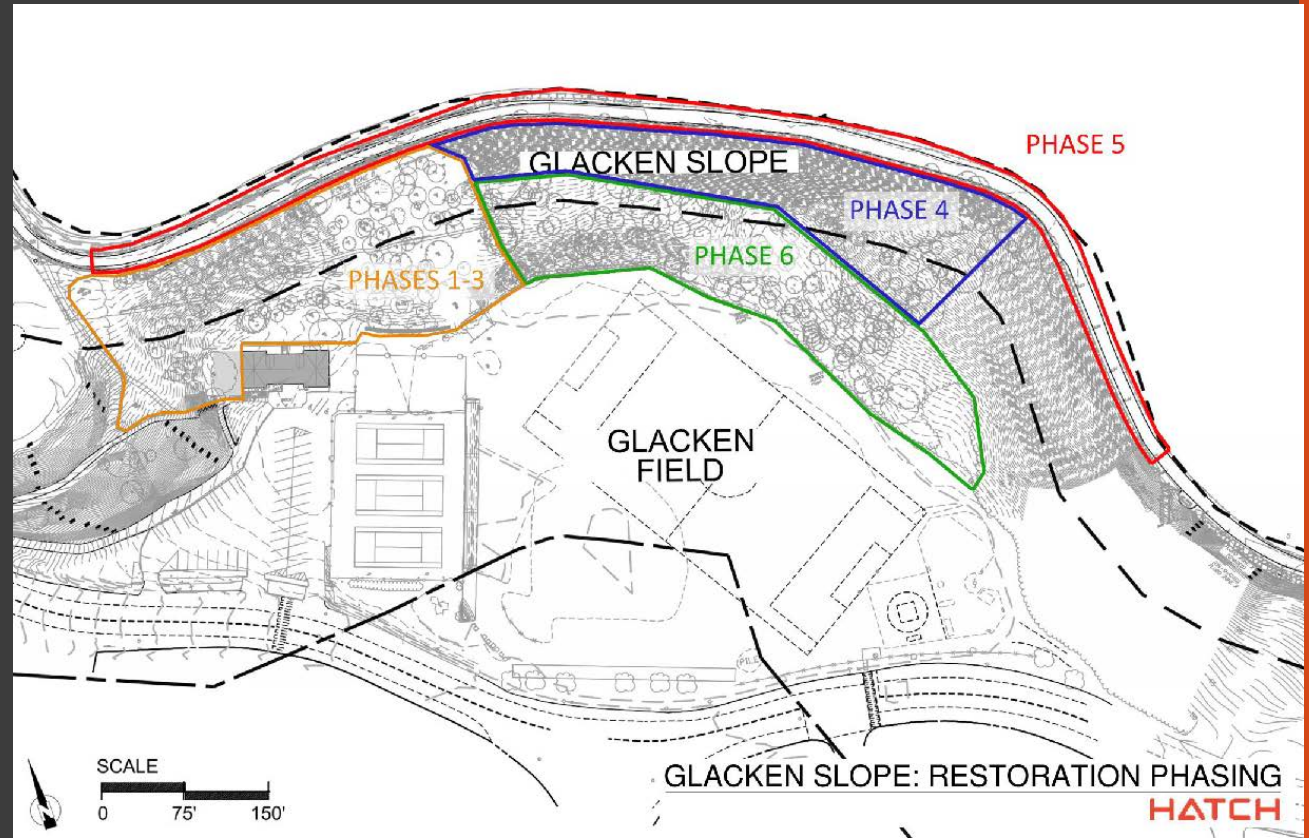 PHASE 5
GLACKEN SLOPE
PHASE 4
PHASE 6
PHASES 1-3
GLACKEN
FIELD
SCALE
0 75' 150'
GLACKEN SLOPE: RESTORATION PHASING
HATCH